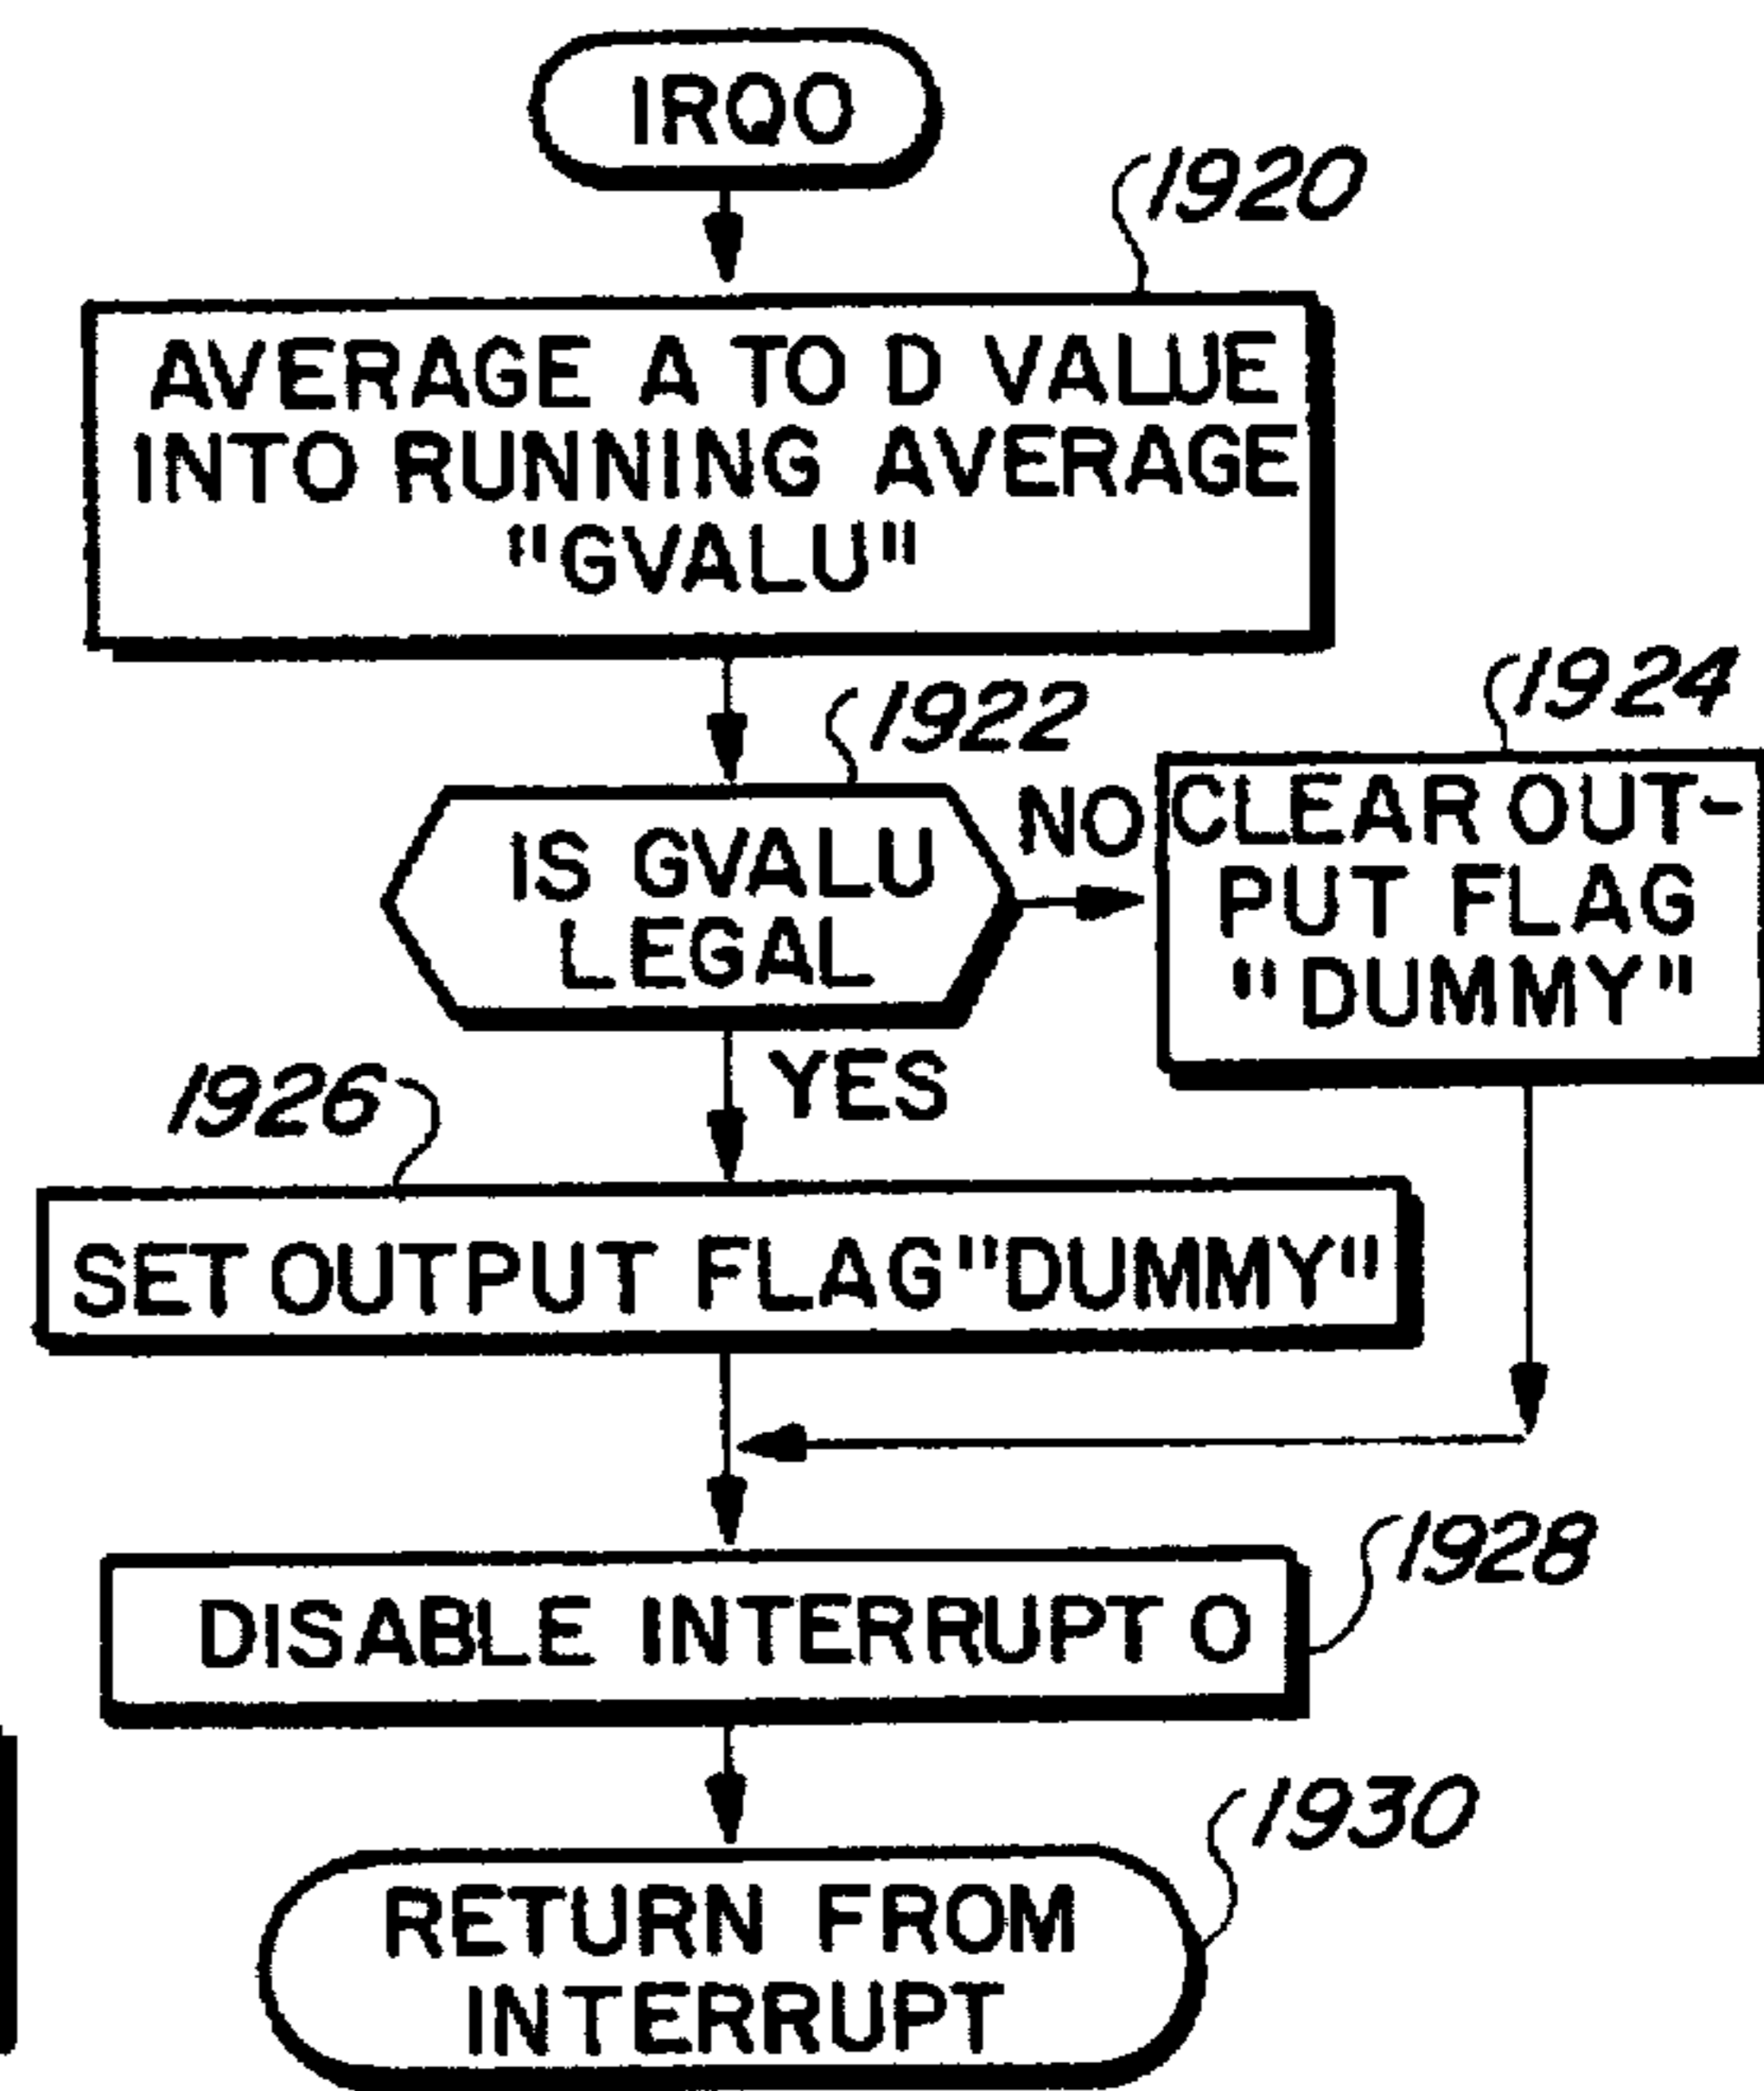 IRQ0
1920
AVERAGE A TO D VALUE
INTO RUNNING AVERAGE
"GVALU"
1922
IS GVALU
LEGAL
NO
1924
CLEAR OUT-
PUT FLAG
"DUMMY"
YES
1926
SET OUTPUT FLAG "DUMMY"
DISABLE INTERRUPT 0
1928
1930
RETURN FROM
INTERRUPT